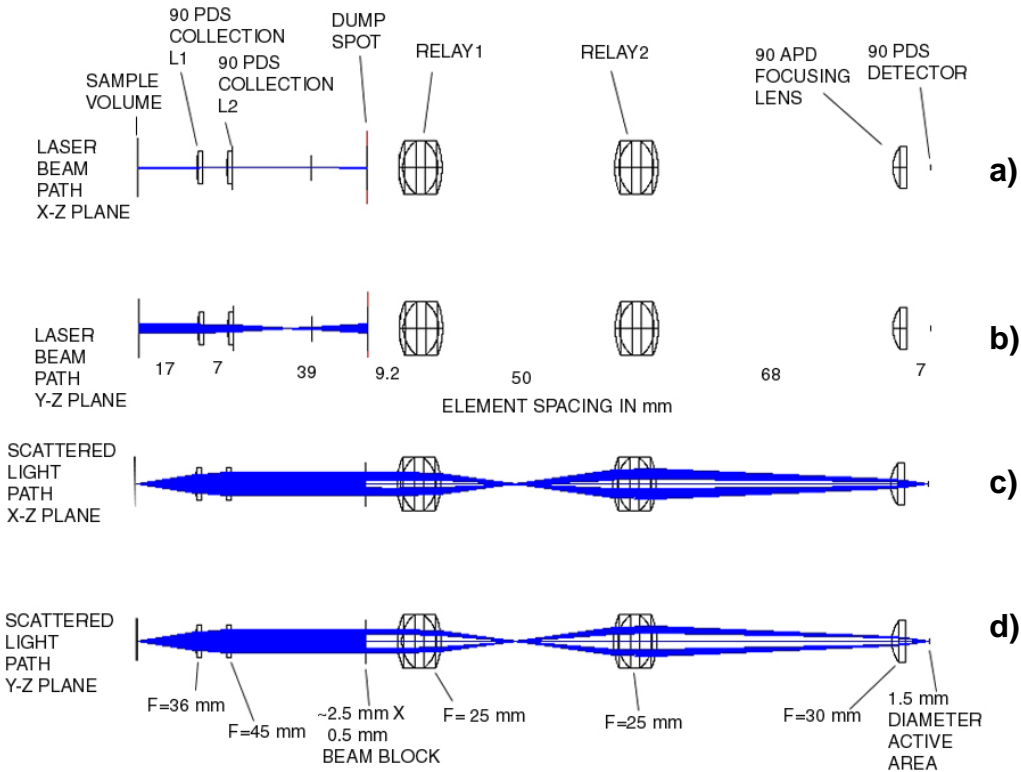 90 PDS
COLLECTION
L1
90 PDS
COLLECTION
L2
DUMP
SPOT
RELAY1
RELAY2
90 APD
FOCUSING
LENS
90 PDS
DETECTOR
SAMPLE
VOLUME
LASER
BEAM
PATH
X-Z PLANE
a)
LASER
BEAM
PATH
Y-Z PLANE
17
7
39
9.2
50
68
7
ELEMENT SPACING IN mm
b)
SCATTERED
LIGHT
PATH
X-Z PLANE
c)
SCATTERED
LIGHT
PATH
Y-Z PLANE
d)
F=36 mm
F=45 mm
~2.5 mm X
0.5 mm
BEAM BLOCK
F= 25 mm
F=25 mm
F=30 mm
1.5 mm
DIAMETER
ACTIVE
AREA